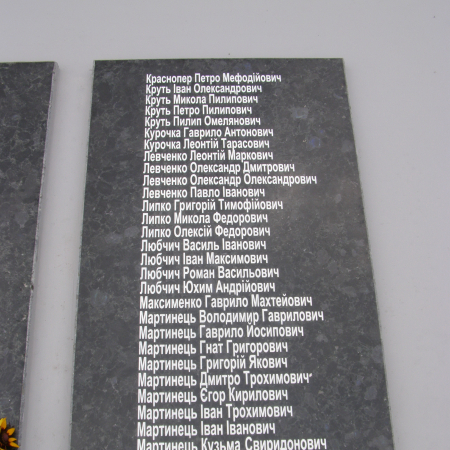 Краснопер Петро Мефодійович
Круть Іван Олександрович
Круть Микола Пилипович
Круть Петро Пилипович
Круть Пилип Омелянович
Курочка Гаврило Антонович
Курочка Леонтій Тарасович
Левченко Леонтій Маркович
Левченко Олександр Дмитрович
Левченко Олександр Олександрович
Левченко Павло Іванович
Липко Григорій Тимофійович
Липко Микола Федорович
Липко Олексій Федорович
Любчич Василь Іванович
Любчич Іван Максимович
Любчич Роман Васильович
Любчич Юхим Андрійович
Максименко Гаврило Махтейович
Мартинець Володимир Гаврилович
Мартинець Гаврило Йосипович
Мартинець Гнат Григорович
Мартинець Григорій Якович
Мартинець Дмитро Трохимович
Мартинець Єгор Кирилович
Мартинець Іван Трохимович
Мартинець Іван Іванович
Мартинець Кузьма Свиридонович